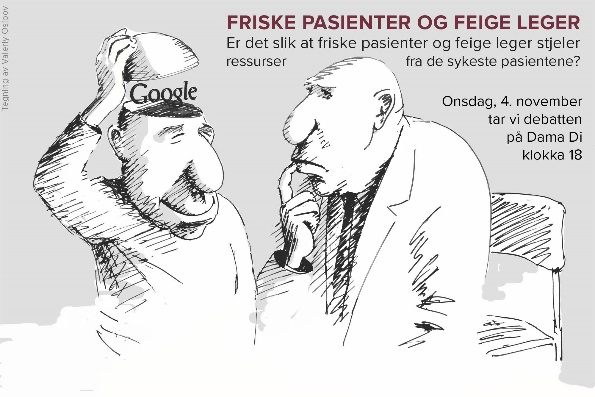 FRISKE PASIENTER OG FEIGE LEGER
Er det slik at friske pasienter og feige leger stjeler
ressurser fra de sykeste pasientene?
Onsdag, 4. november
tar vi debatten
på Dama Di
klokka 18
Google
Tegning av Valeriy Osipov